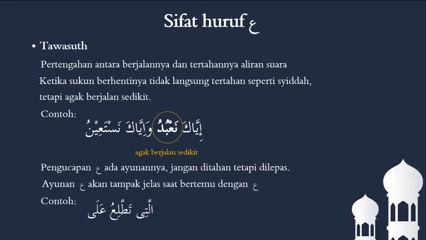 Sifat huruf ع
• Tawasuth
Pertengahan antara berjalannya dan tertahannya aliran suara
Ketika sukun berhentinya tidak langsung tertahan seperti syiddah,
tetapi agak berjalan sedikit.
Contoh:
إِيَّاكَ نَعْبُدُ وَإِيَّاكَ نَسْتَعِيْنُ
agak berjalan sedikit
Pengucapan ع ada ayunannya, jangan ditahan tetapi dilepas.
Ayunan ع akan tampak jelas saat bertemu dengan ع
Contoh:
الَّتِى تَطَّلِعُ عَلَى